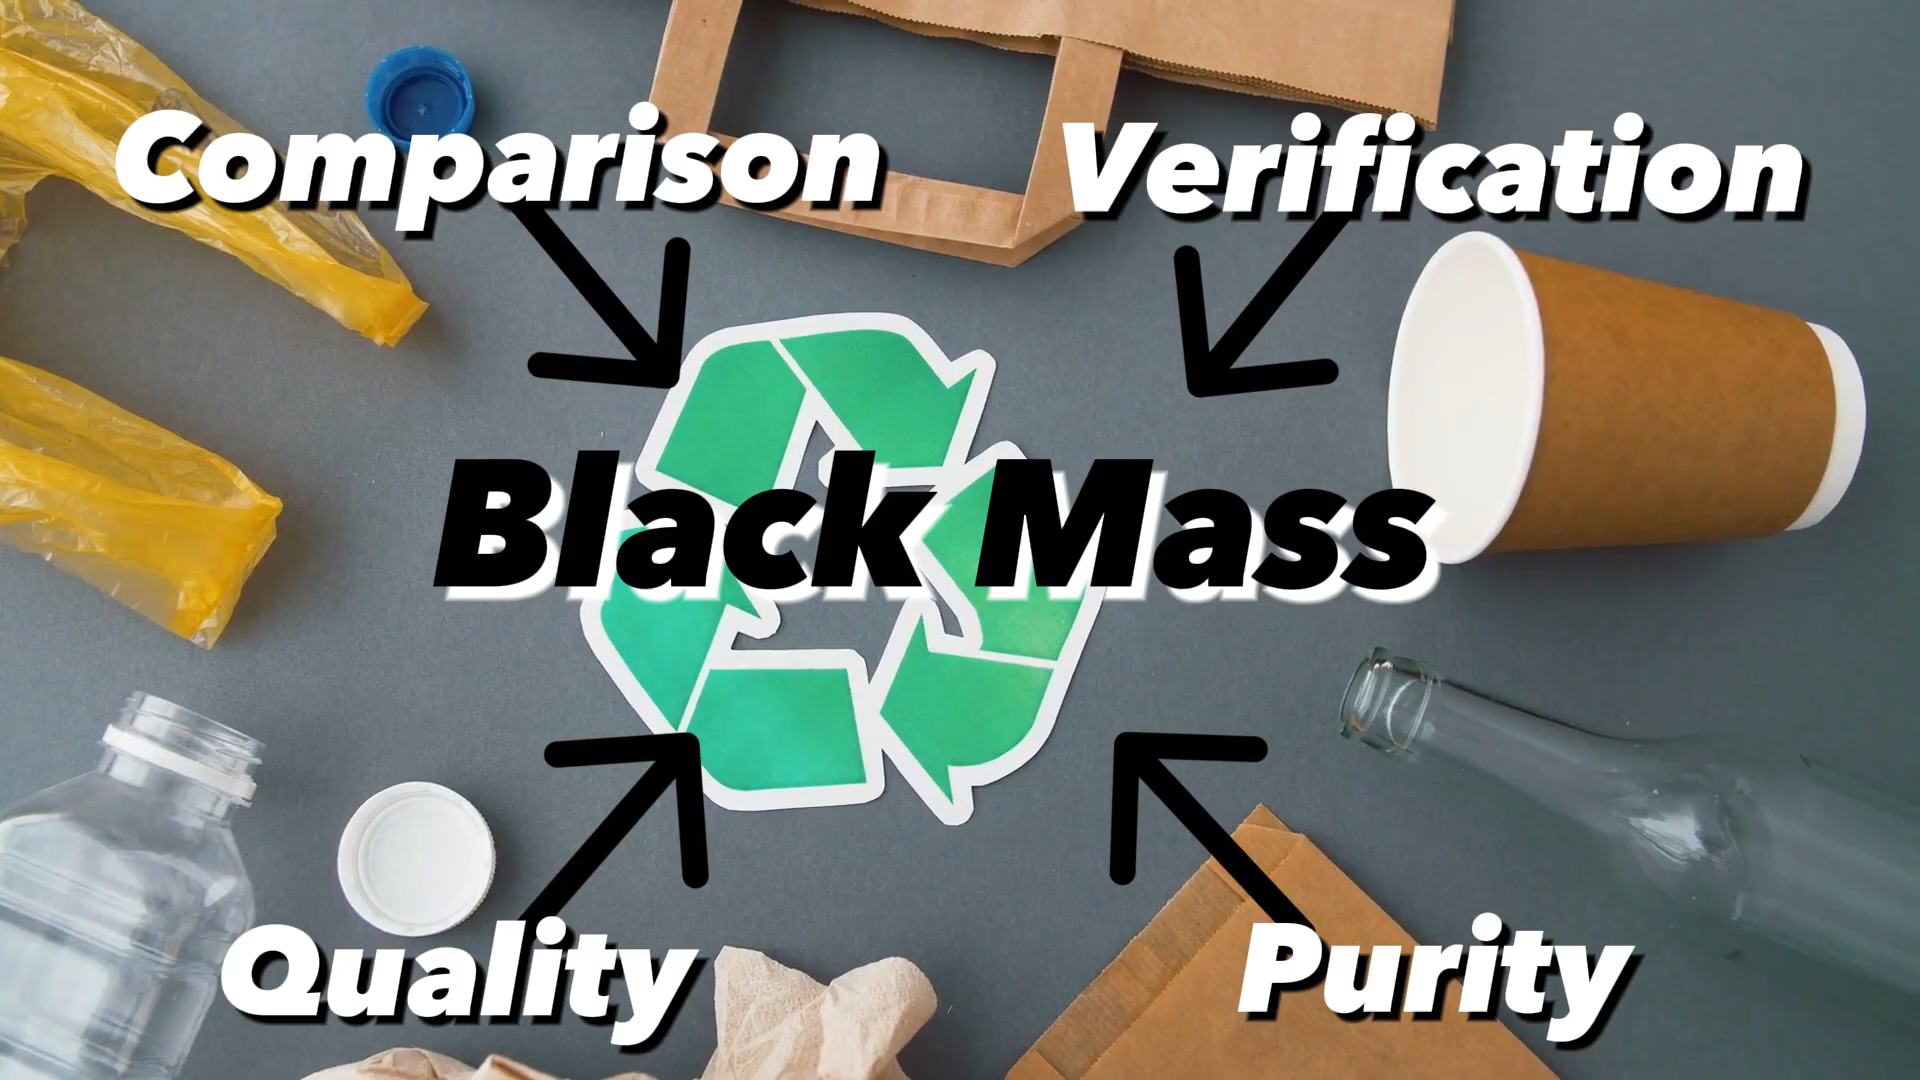 Comparison
Verification
Black Mass
Quality
Purity